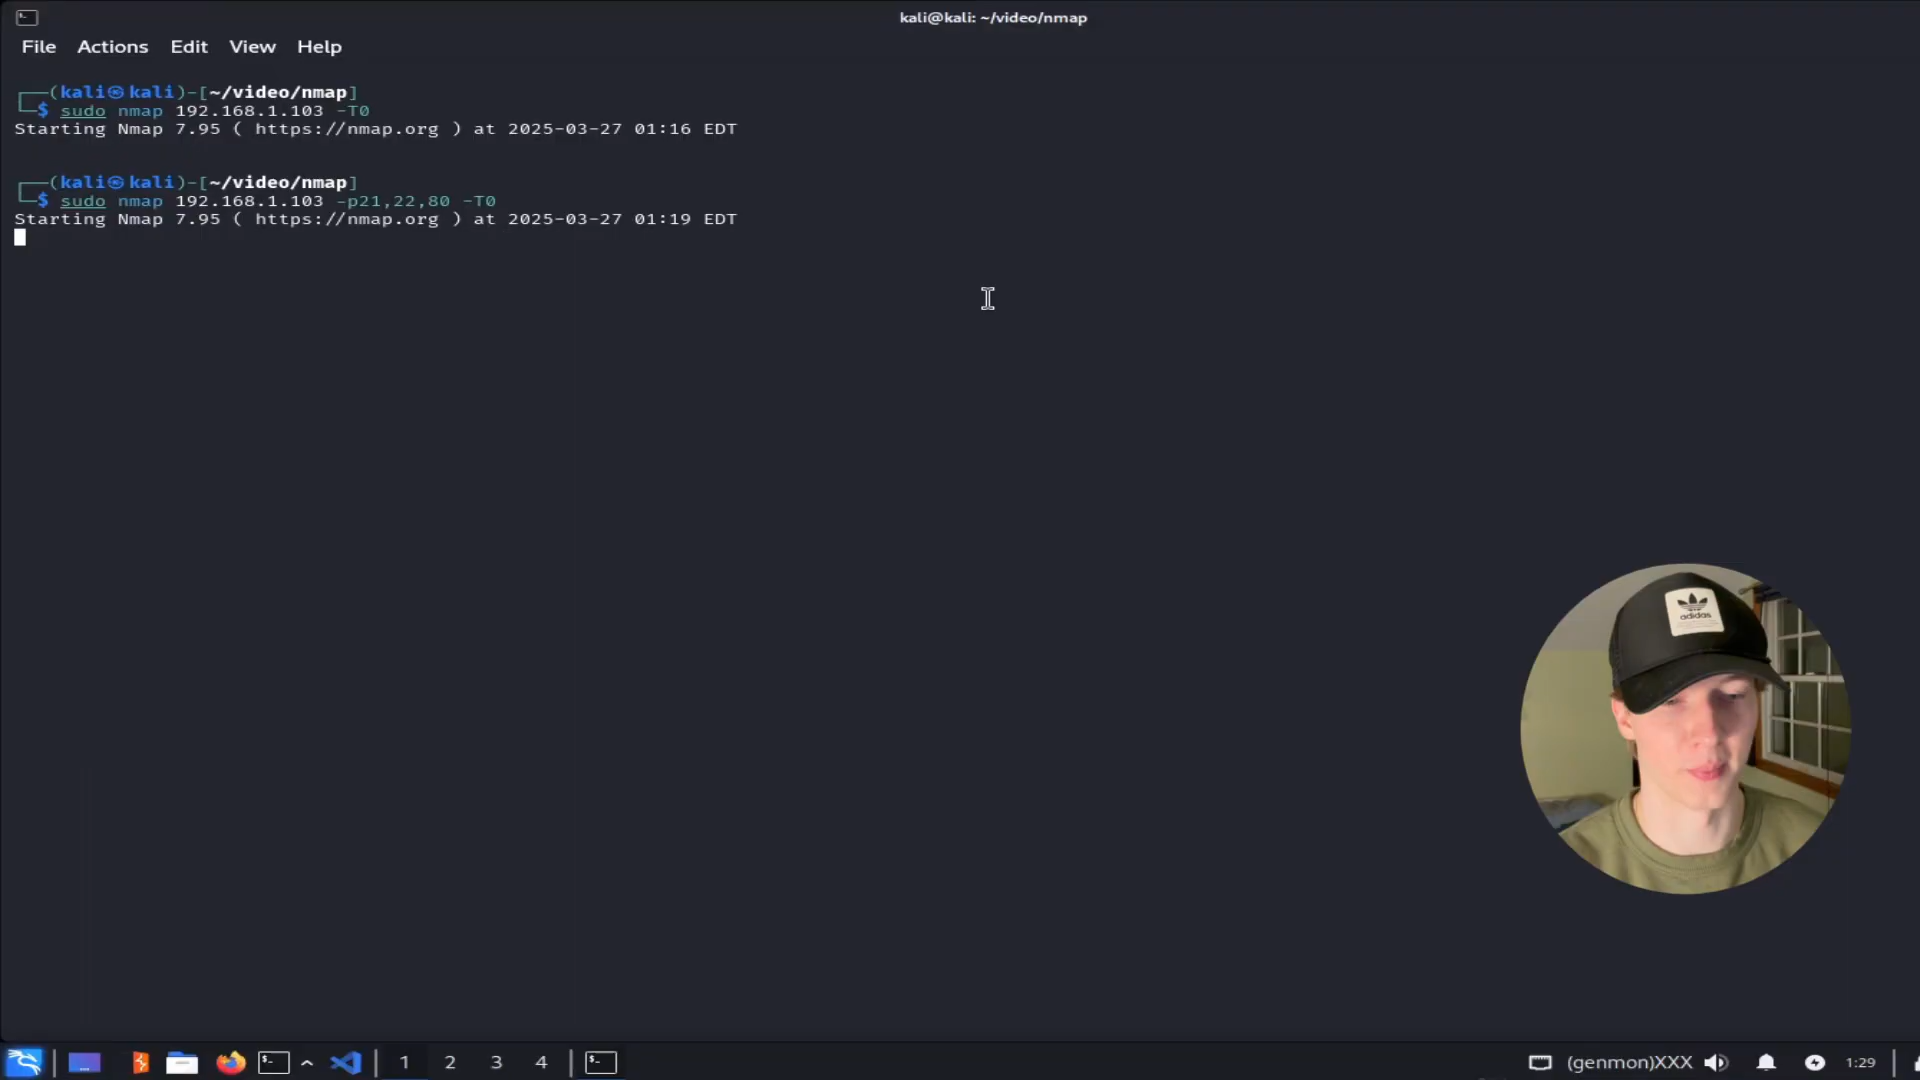 kali@kali: ~/video/nmap
File Actions Edit View Help
┌──(kali㉿kali)-[~/video/nmap]
└─$ sudo nmap 192.168.1.103 -T0
Starting Nmap 7.95 ( https://nmap.org ) at 2025-03-27 01:16 EDT
┌──(kali㉿kali)-[~/video/nmap]
└─$ sudo nmap 192.168.1.103 -p21,22,80 -T0
Starting Nmap 7.95 ( https://nmap.org ) at 2025-03-27 01:19 EDT
adidas
1 2 3 4 (genmon)XXX 1:29